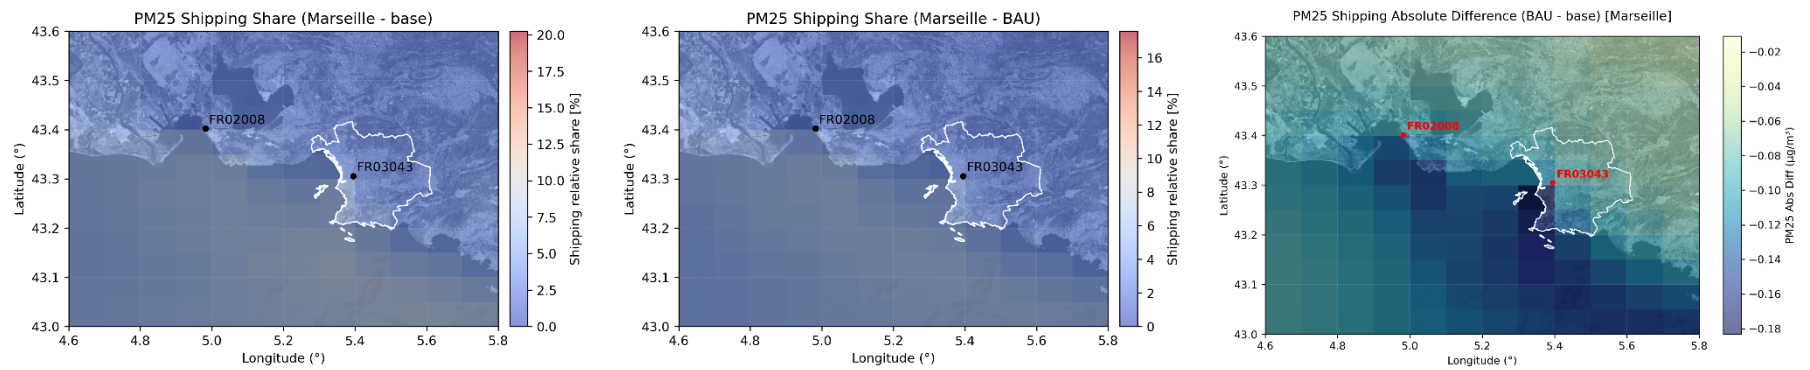 PM25 Shipping Share (Marseille - base)
43.6
43.5
43.4
43.3
43.2
43.1
43.0
Latitude (°)
FR02008
FR03043
4.6 4.8 5.0 5.2 5.4 5.6 5.8
Longitude (°)
20.0
17.5
15.0
12.5
10.0
7.5
5.0
2.5
0.0
Shipping relative share [%]
PM25 Shipping Share (Marseille - BAU)
43.6
43.5
43.4
43.3
43.2
43.1
43.0
Latitude (°)
FR02008
FR03043
4.6 4.8 5.0 5.2 5.4 5.6 5.8
Longitude (°)
16
14
12
10
8
6
4
2
0
Shipping relative share [%]
PM25 Shipping Absolute Difference (BAU - base) [Marseille]
43.6
43.5
43.4
43.3
43.2
43.1
43.0
Latitude (°)
FR02008
FR03043
4.6 4.8 5.0 5.2 5.4 5.6 5.8
Longitude (°)
−0.02
−0.04
−0.06
−0.08
−0.10
−0.12
−0.14
−0.16
−0.18
PM25 Abs Diff (μg/m³)